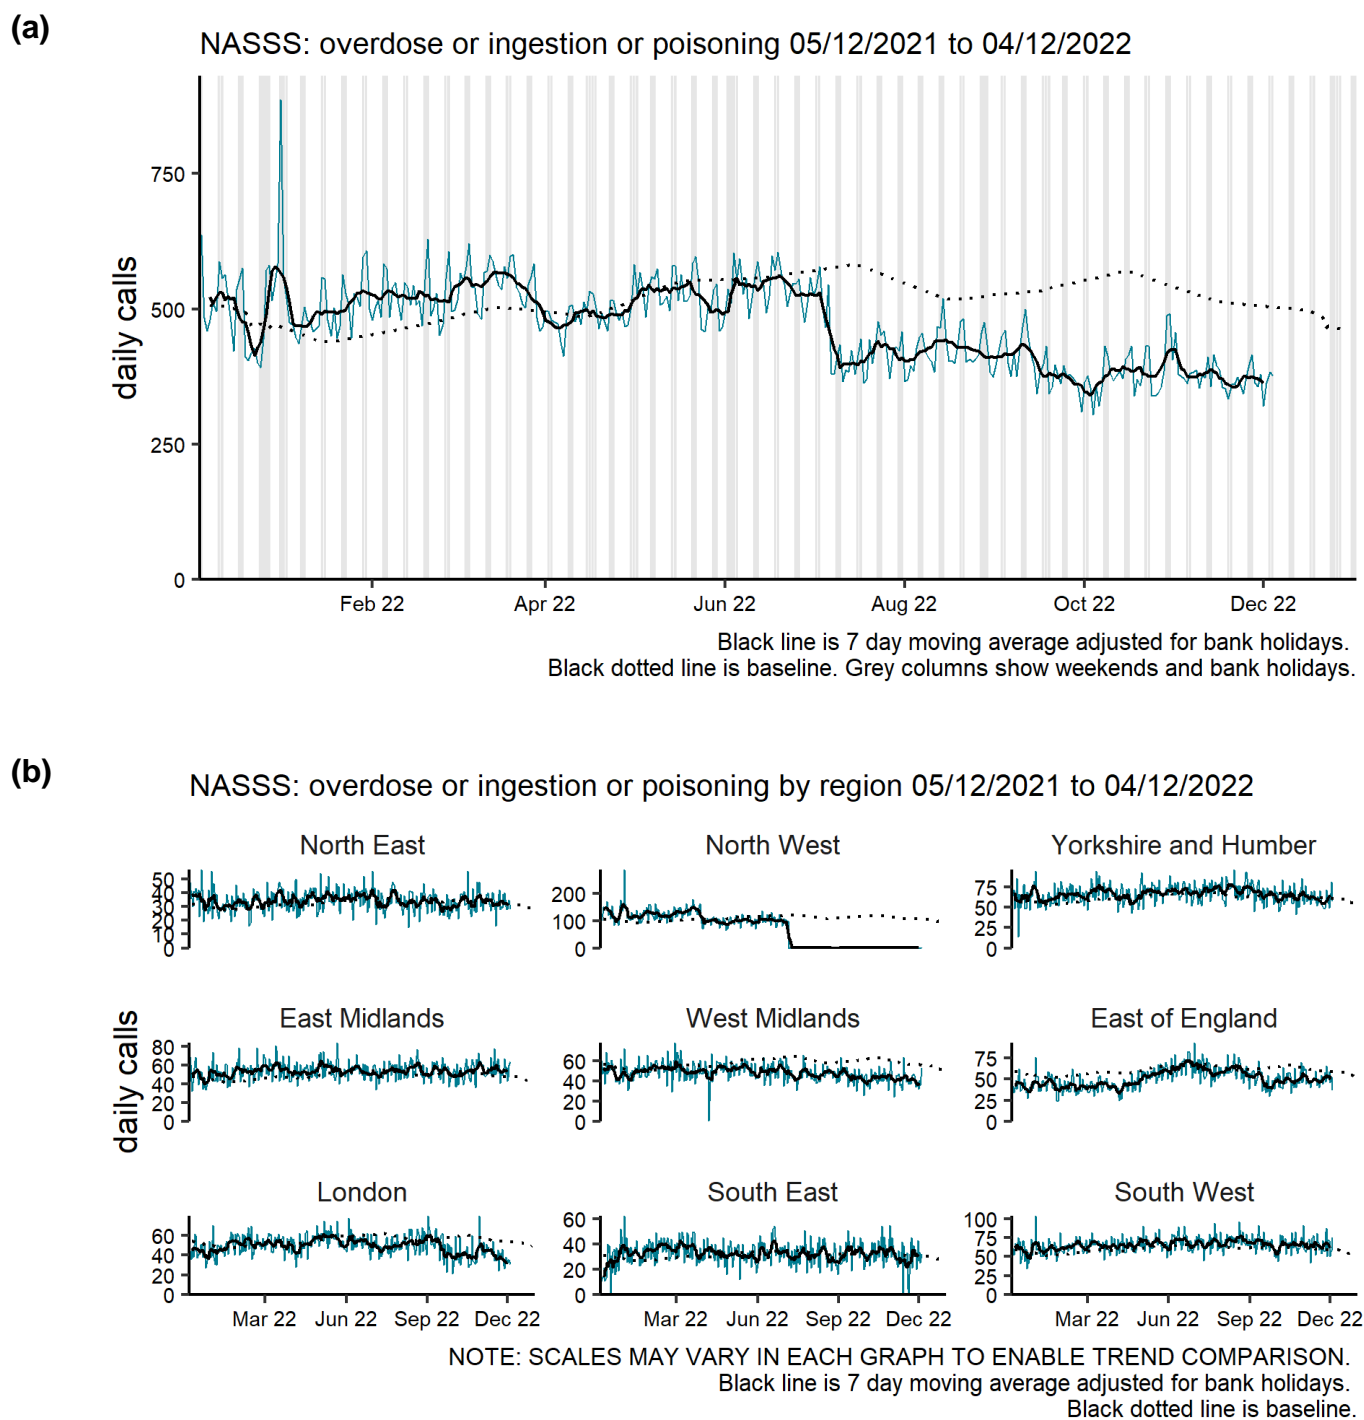 (a)
NASSS: overdose or ingestion or poisoning 05/12/2021 to 04/12/2022
daily calls
750
500
250
0
Feb 22 Apr 22 Jun 22 Aug 22 Oct 22 Dec 22
Black line is 7 day moving average adjusted for bank holidays.
Black dotted line is baseline. Grey columns show weekends and bank holidays.
(b)
NASSS: overdose or ingestion or poisoning by region 05/12/2021 to 04/12/2022
daily calls
North East
50
40
30
20
10
0
North West
200
100
0
Yorkshire and Humber
75
50
25
0
East Midlands
80
60
40
20
0
West Midlands
60
40
20
0
East of England
75
50
25
0
London
60
40
20
0
South East
60
40
20
0
South West
100
75
50
25
0
Mar 22 Jun 22 Sep 22 Dec 22 Mar 22 Jun 22 Sep 22 Dec 22 Mar 22 Jun 22 Sep 22 Dec 22
NOTE: SCALES MAY VARY IN EACH GRAPH TO ENABLE TREND COMPARISON.
Black line is 7 day moving average adjusted for bank holidays.
Black dotted line is baseline.